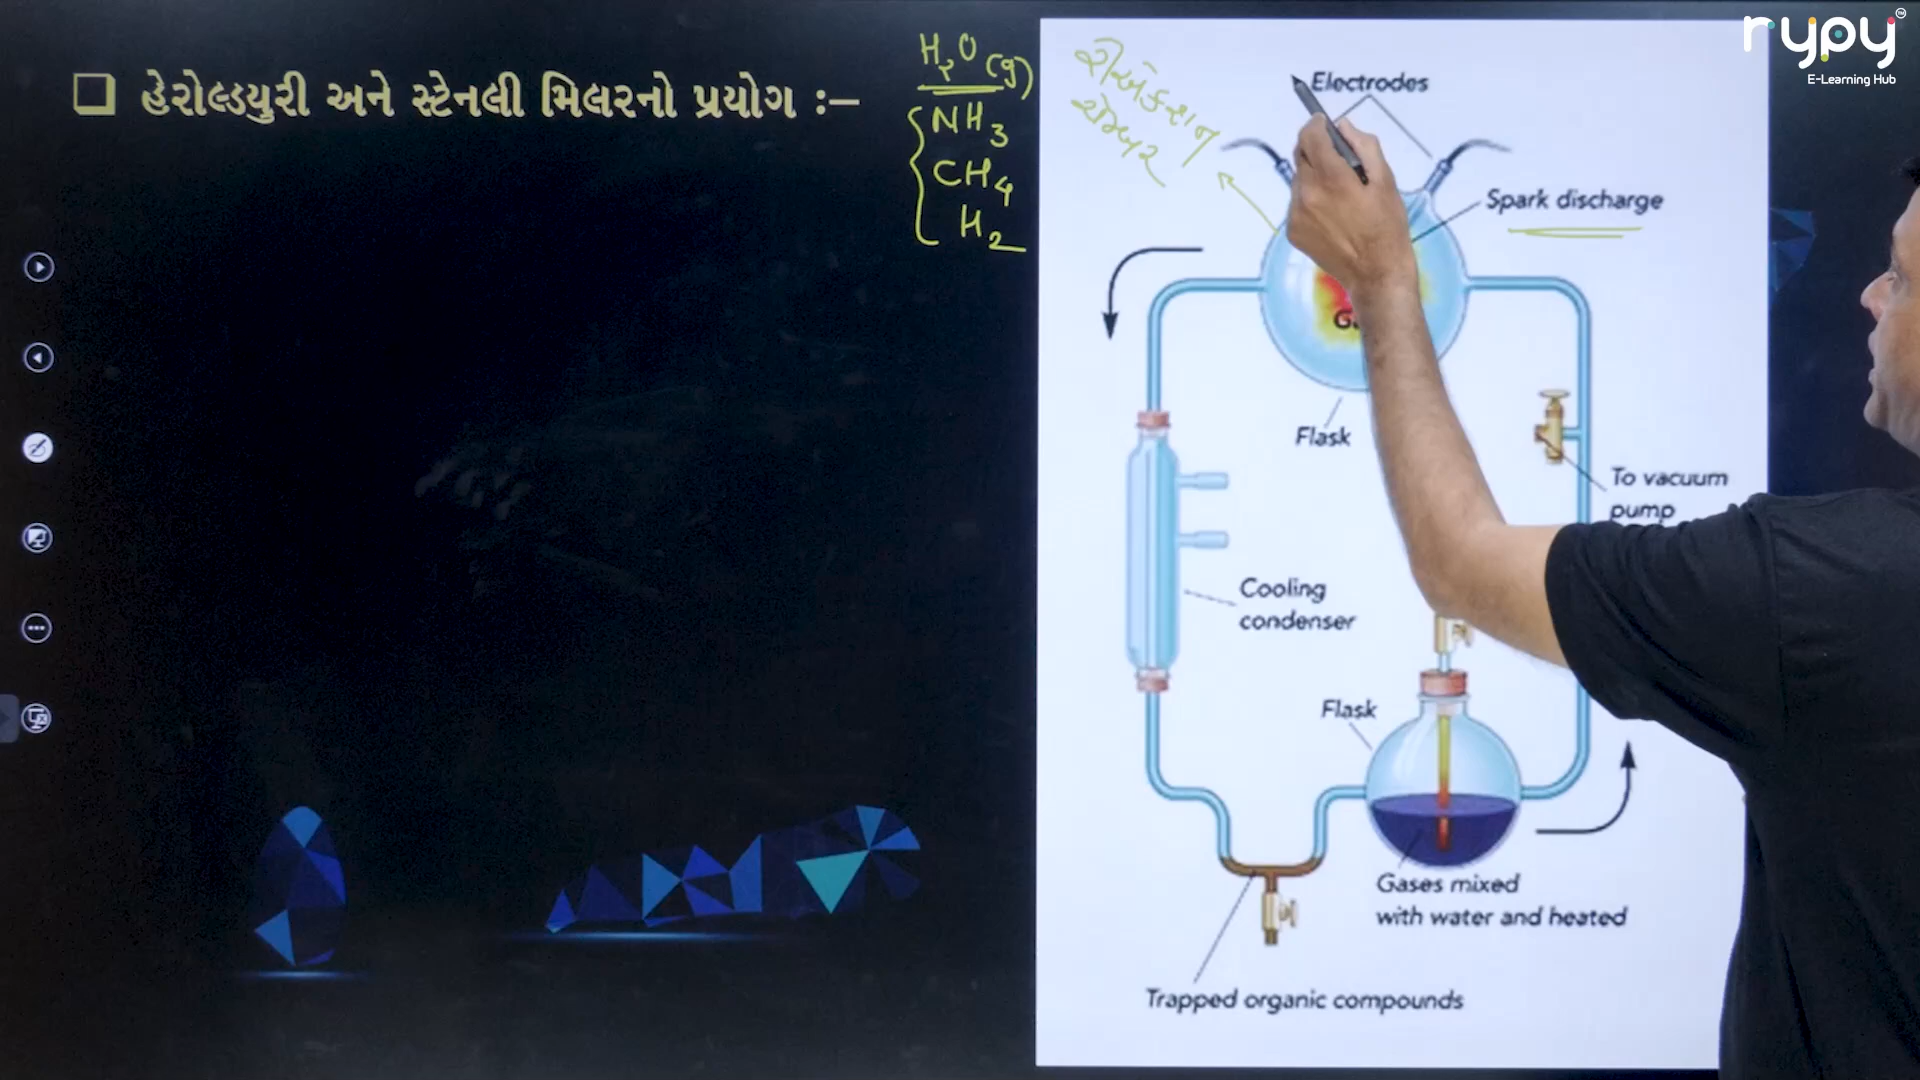 ❑ હેરોલ્ડયુરી અને સ્ટેનલી મિલરનો પ્રયોગ :–
H₂O (g)
NH₃
CH₄
H₂
rypy™
E-Learning Hub
Electrodes
Spark discharge
Flask
To vacuum
pump
Cooling
condenser
Flask
Gases mixed
with water and heated
Trapped organic compounds